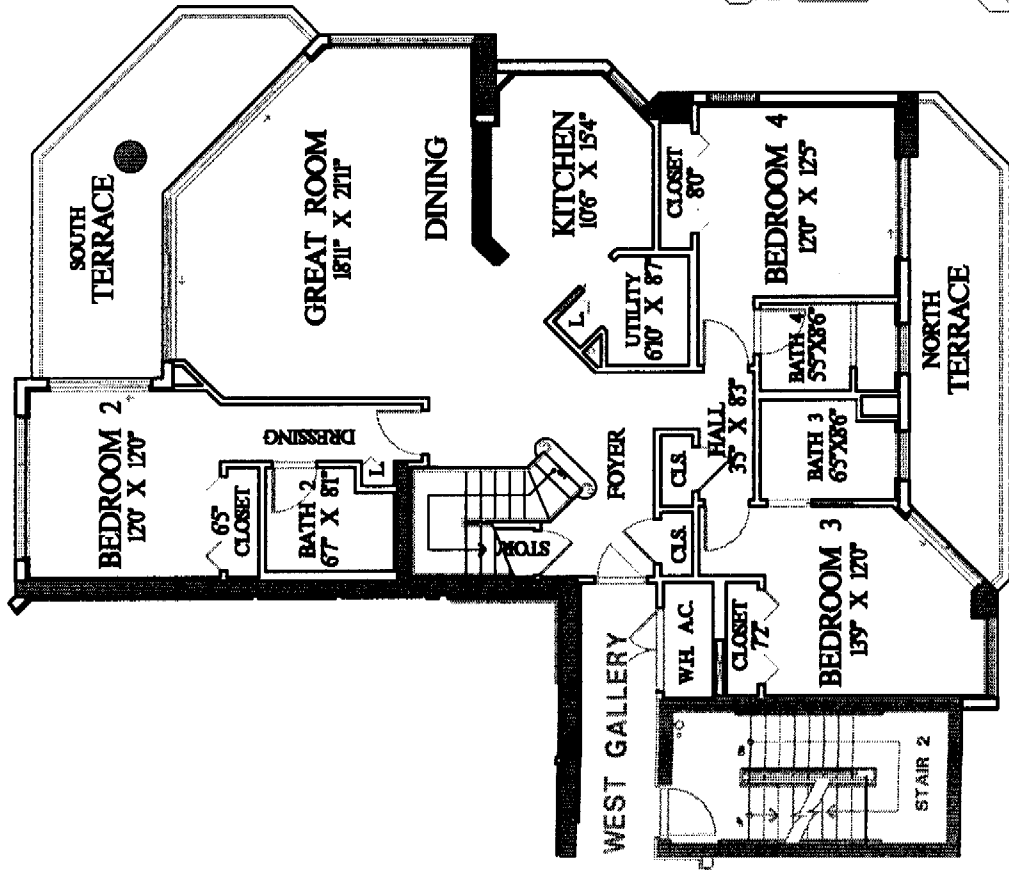 SOUTH
TERRACE
GREAT ROOM
18'11" X 21'11"
DINING
KITCHEN
10'6" X 15'4"
BEDROOM 2
12'0" X 12'0"
DRESSING
6'5"
CLOSET
BATH 2
6'7" X 8'1"
L
STOR
FOYER
L.
UTILITY
6'10" X 8'7"
CLOSET
8'0"
BEDROOM 4
12'0" X 12'5"
BATH 4
5'5"X8'6"
HALL
3'5" X 8'3"
CLS.
BATH 3
6'5"X8'6"
CLS.
NORTH
TERRACE
W.H. A.C.
CLOSET
7'2"
BEDROOM 3
13'9" X 12'0"
WEST GALLERY
STAIR 2